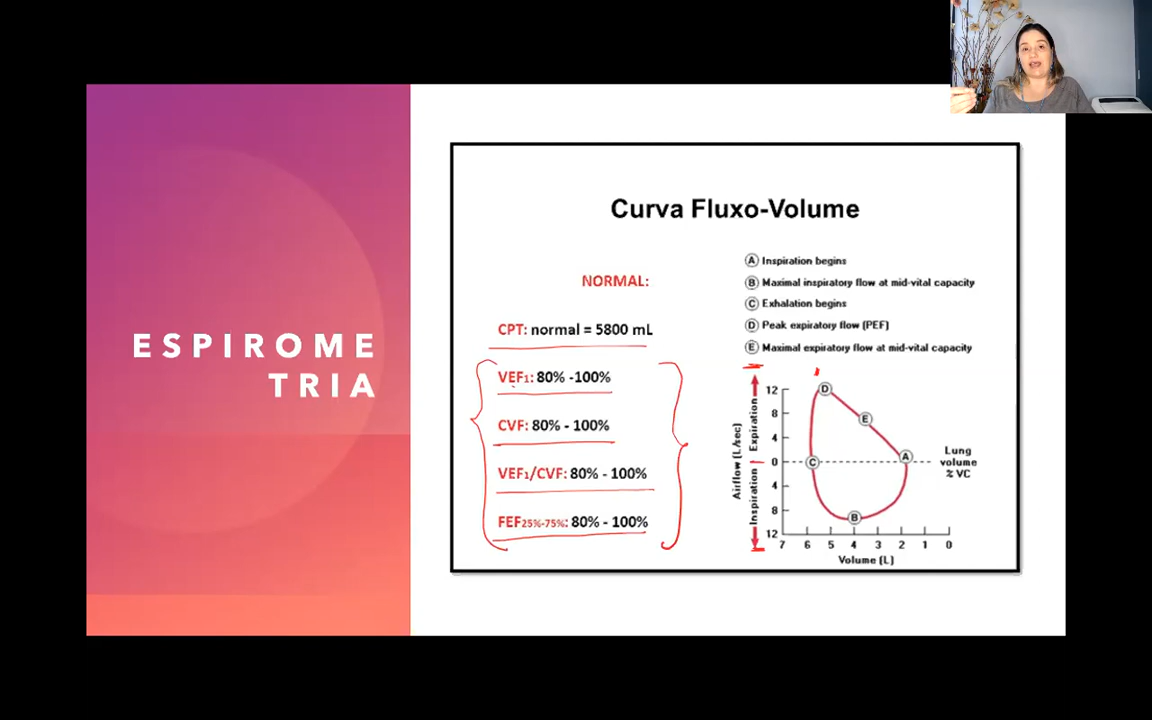 ESPIROME
TRIA
Curva Fluxo-Volume
NORMAL:
CPT: normal = 5800 mL
VEF1: 80% -100%
CVF: 80% - 100%
VEF1/CVF: 80% - 100%
FEF25%-75%: 80% - 100%
A Inspiration begins
B Maximal inspiratory flow at mid-vital capacity
C Exhalation begins
D Peak expiratory flow (PEF)
E Maximal expiratory flow at mid-vital capacity
Airflow (L/sec)
Inspiration Expiration
12
8
4
0
4
8
12
D
E
A
C
B
Lung
volume
% VC
7 6 5 4 3 2 1 0
Volume (L)